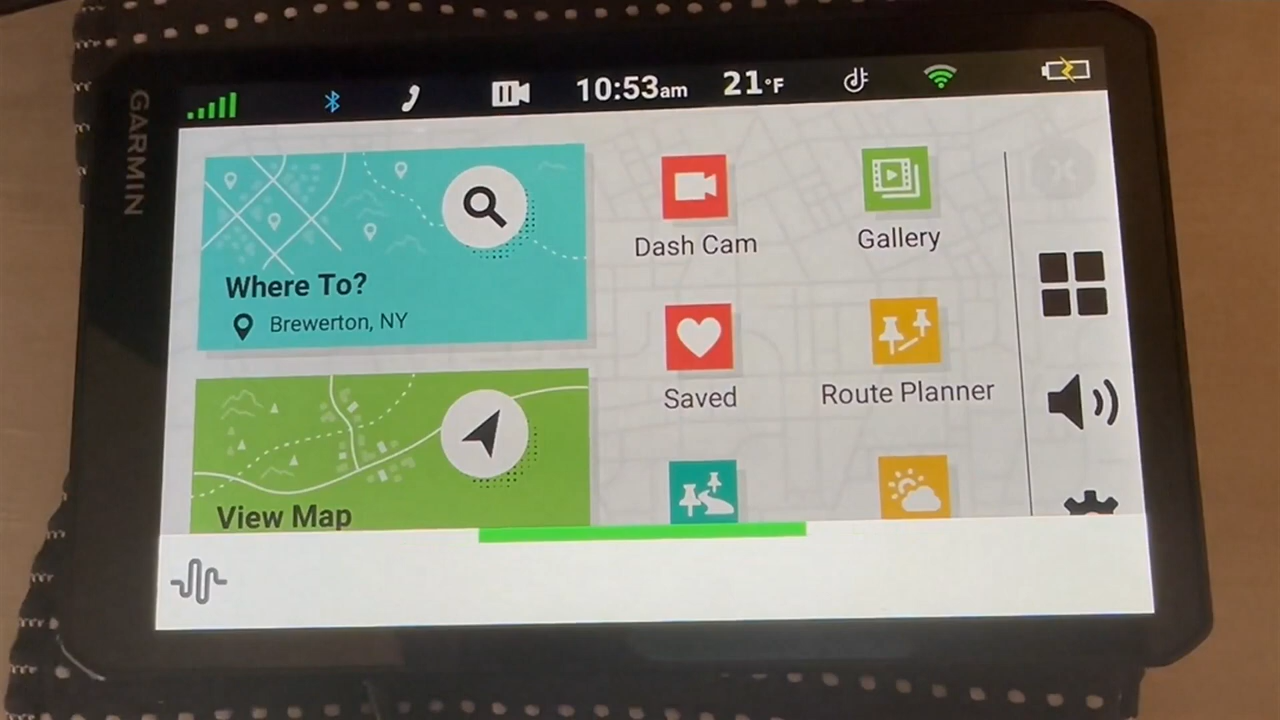 GARMIN
10:53am 21°F
Where To?
Brewerton, NY
View Map
Dash Cam
Gallery
Saved
Route Planner